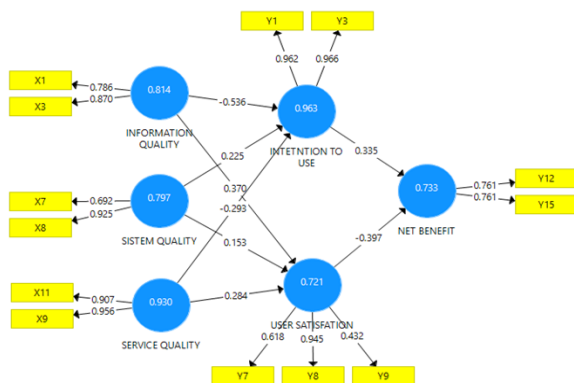 Y1
Y3
0.962
0.966
X1
0.786
X3
0.870
0.814
-0.536
0.963
INFORMATION
QUALITY
INTETNTION TO
USE
0.225
0.335
0.370
X7
0.692
X8
0.925
0.797
-0.293
0.733
0.761
Y12
0.761
Y15
SISTEM QUALITY
NET BENEFIT
0.153
-0.397
X11
0.907
X9
0.956
0.930
0.284
0.721
USER SATISFATION
SERVICE QUALITY
0.618
0.945
0.432
Y7
Y8
Y9